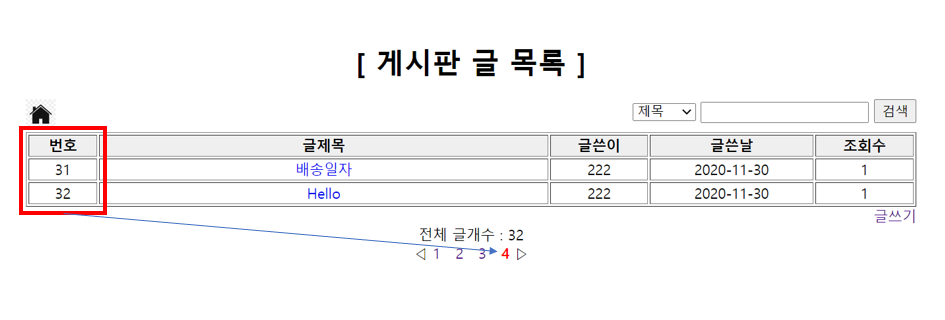 [ 게시판 글 목록 ]
제목 검색
번호 글제목 글쓴이 글쓴날 조회수
31 배송일자 222 2020-11-30 1
32 Hello 222 2020-11-30 1
글쓰기
전체 글개수 : 32
◁ 1 2 3 4 ▷